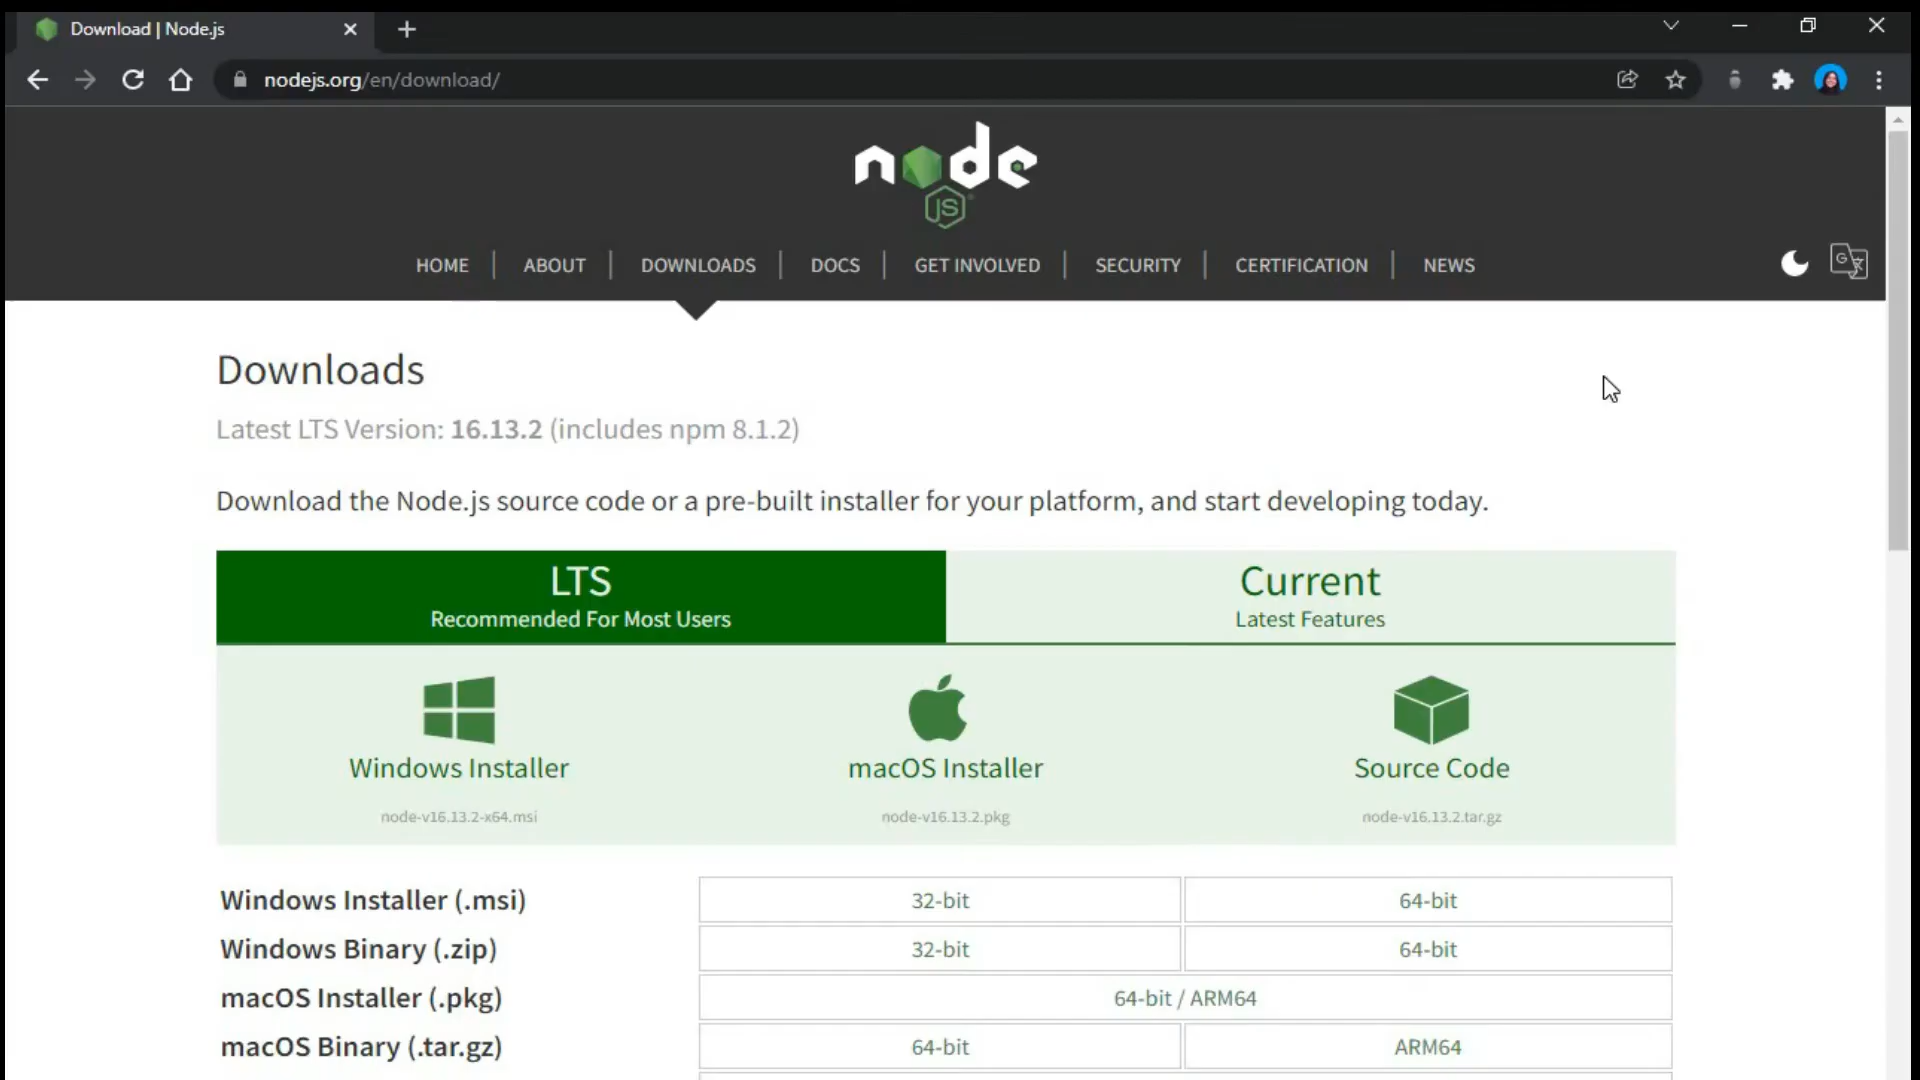 Download | Node.js
nodejs.org/en/download/
node
JS
HOME | ABOUT | DOWNLOADS | DOCS | GET INVOLVED | SECURITY | CERTIFICATION | NEWS
Downloads
Latest LTS Version: 16.13.2 (includes npm 8.1.2)
Download the Node.js source code or a pre-built installer for your platform, and start developing today.
LTS
Recommended For Most Users
Current
Latest Features
Windows Installer
node-v16.13.2-x64.msi
macOS Installer
node-v16.13.2.pkg
Source Code
node-v16.13.2.tar.gz
Windows Installer (.msi) 32-bit 64-bit
Windows Binary (.zip) 32-bit 64-bit
macOS Installer (.pkg) 64-bit / ARM64
macOS Binary (.tar.gz) 64-bit ARM64